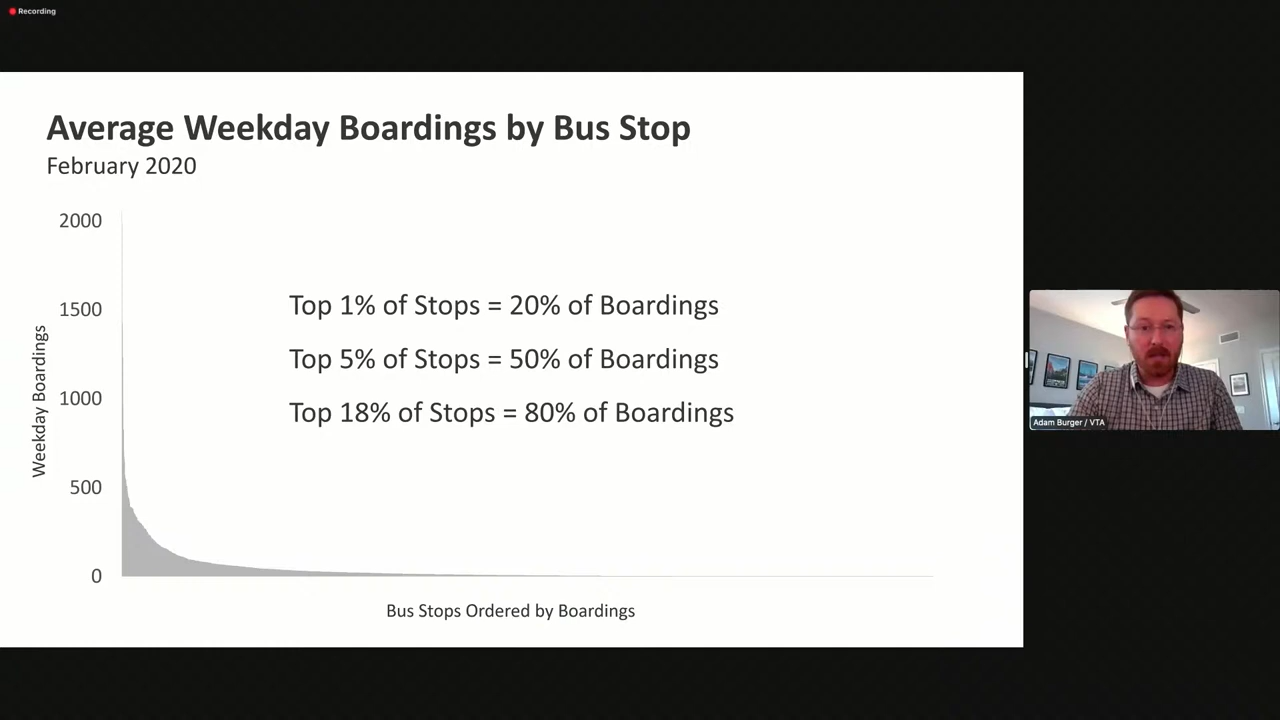 Recording
Average Weekday Boardings by Bus Stop
February 2020
2000
1500
1000
500
0
Weekday Boardings
Top 1% of Stops = 20% of Boardings
Top 5% of Stops = 50% of Boardings
Top 18% of Stops = 80% of Boardings
Bus Stops Ordered by Boardings
Adam Burger / VTA